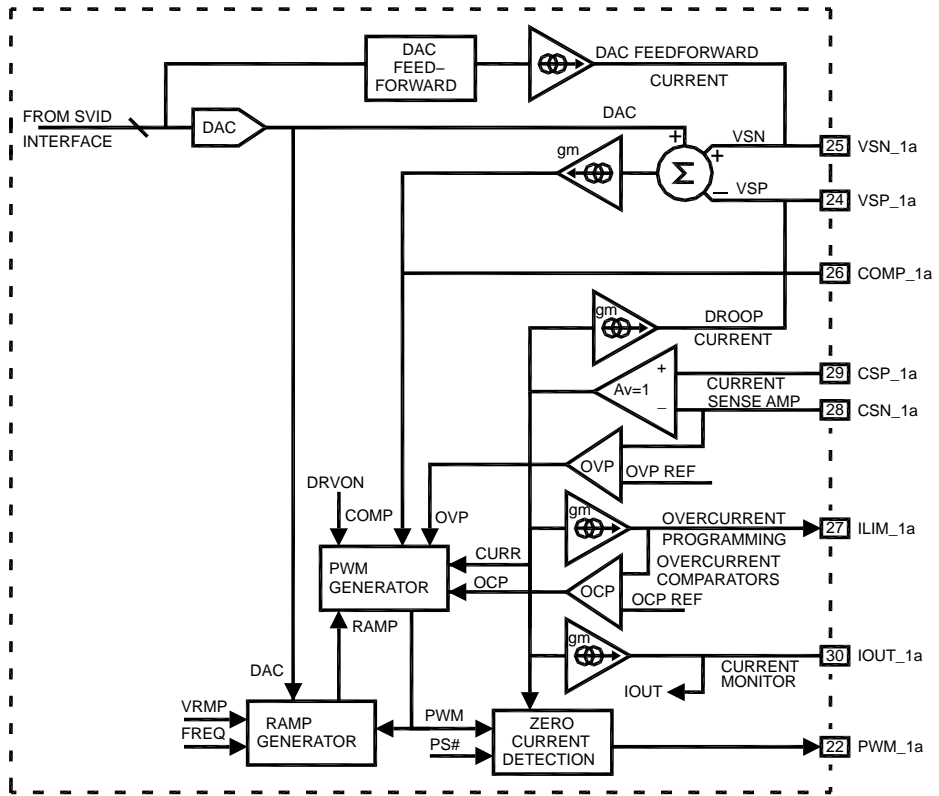 DAC
FEED–
FORWARD
DAC FEEDFORWARD
CURRENT
FROM SVID
INTERFACE
DAC
DAC
gm
+
Σ
+
VSN
25 VSN_1a
–
VSP
24 VSP_1a
26 COMP_1a
gm
DROOP
CURRENT
+
Av=1
–
CURRENT
SENSE AMP
29 CSP_1a
28 CSN_1a
OVP
OVP REF
DRVON
COMP
OVP
gm
OVERCURRENT
PROGRAMMING
27 ILIM_1a
PWM
GENERATOR
CURR
OCP
OCP
OVERCURRENT
COMPARATORS
OCP REF
RAMP
gm
30 IOUT_1a
CURRENT
MONITOR
IOUT
DAC
VRMP
FREQ
RAMP
GENERATOR
PWM
PS#
ZERO
CURRENT
DETECTION
22 PWM_1a